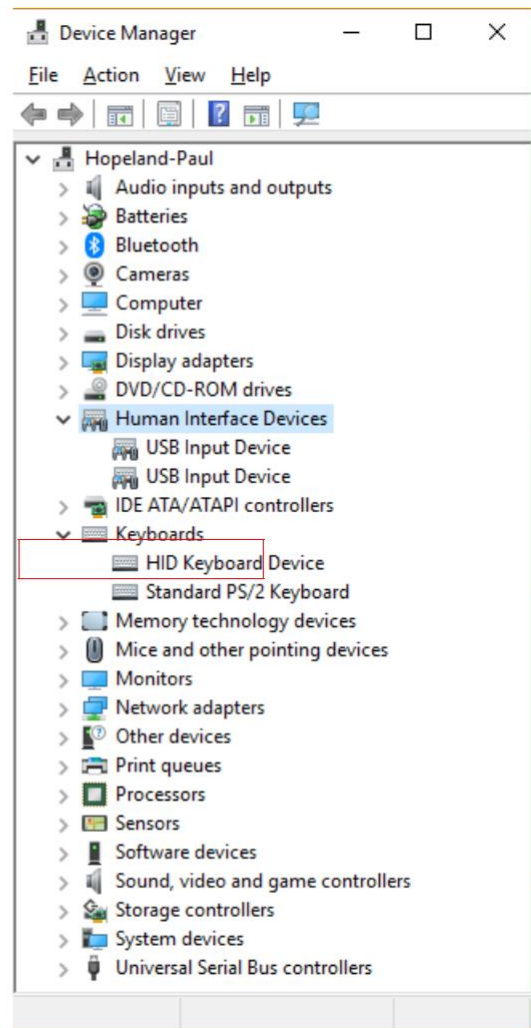 Device Manager
File Action View Help
Hopeland-Paul
Audio inputs and outputs
Batteries
Bluetooth
Cameras
Computer
Disk drives
Display adapters
DVD/CD-ROM drives
Human Interface Devices
USB Input Device
USB Input Device
IDE ATA/ATAPI controllers
Keyboards
HID Keyboard Device
Standard PS/2 Keyboard
Memory technology devices
Mice and other pointing devices
Monitors
Network adapters
Other devices
Print queues
Processors
Sensors
Software devices
Sound, video and game controllers
Storage controllers
System devices
Universal Serial Bus controllers